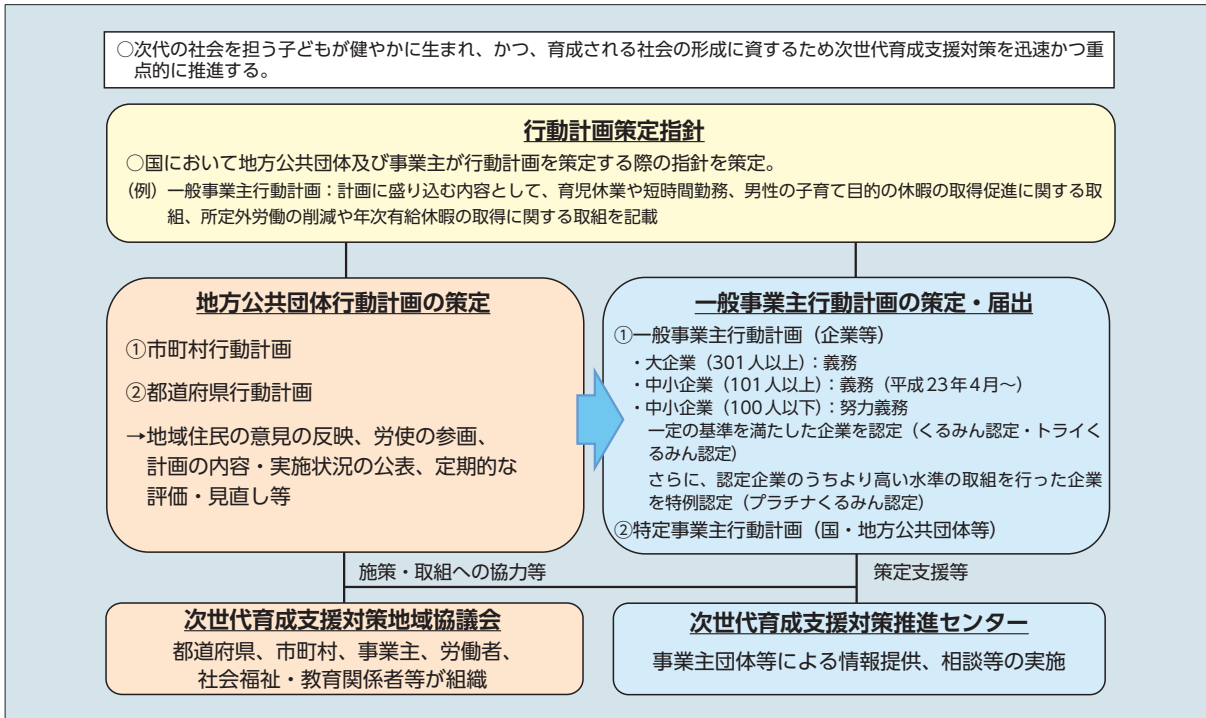 ○次代の社会を担う子どもが健やかに生まれ、かつ、育成される社会の形成に資するため次世代育成支援対策を迅速かつ重
点的に推進する。
行動計画策定指針
○国において地方公共団体及び事業主が行動計画を策定する際の指針を策定。
(例) 一般事業主行動計画：計画に盛り込む内容として、育児休業や短時間勤務、男性の子育て目的の休暇の取得促進に関する取
組、所定外労働の削減や年次有給休暇の取得に関する取組を記載
地方公共団体行動計画の策定
①市町村行動計画
②都道府県行動計画
→地域住民の意見の反映、労使の参画、
計画の内容・実施状況の公表、定期的な
評価・見直し等
一般事業主行動計画の策定・届出
①一般事業主行動計画（企業等）
・大企業（301人以上）：義務
・中小企業（101人以上）：義務（平成23年4月〜）
・中小企業（100人以下）：努力義務
一定の基準を満たした企業を認定（くるみん認定・トライく
るみん認定）
さらに、認定企業のうちより高い水準の取組を行った企業
を特例認定（プラチナくるみん認定）
②特定事業主行動計画（国・地方公共団体等）
施策・取組への協力等
策定支援等
次世代育成支援対策地域協議会
都道府県、市町村、事業主、労働者、
社会福祉・教育関係者等が組織
次世代育成支援対策推進センター
事業主団体等による情報提供、相談等の実施